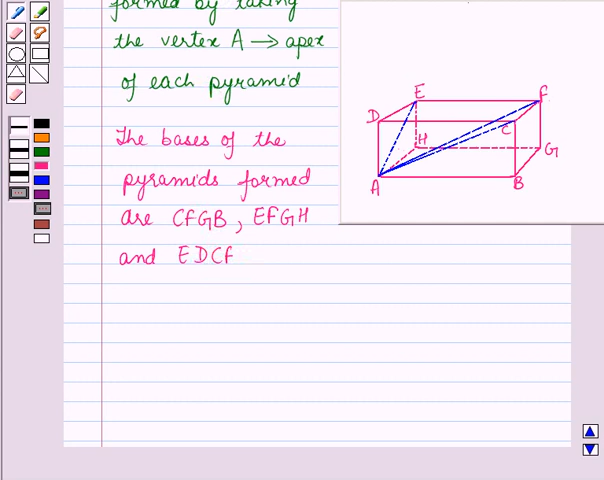 formed by taking
the vertex A → apex
of each pyramid
The bases of the
pyramids formed
are CFGB, EFGH
and EDCF
E
F
D
C
H
G
A
B